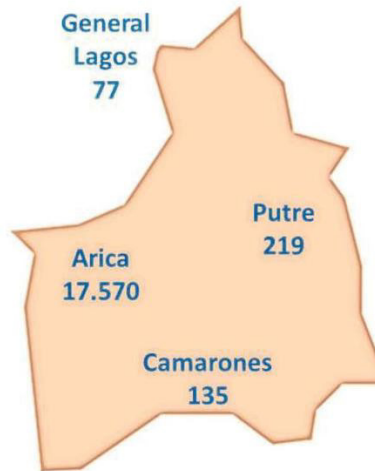 General
Lagos
77
Putre
219
Arica
17.570
Camarones
135